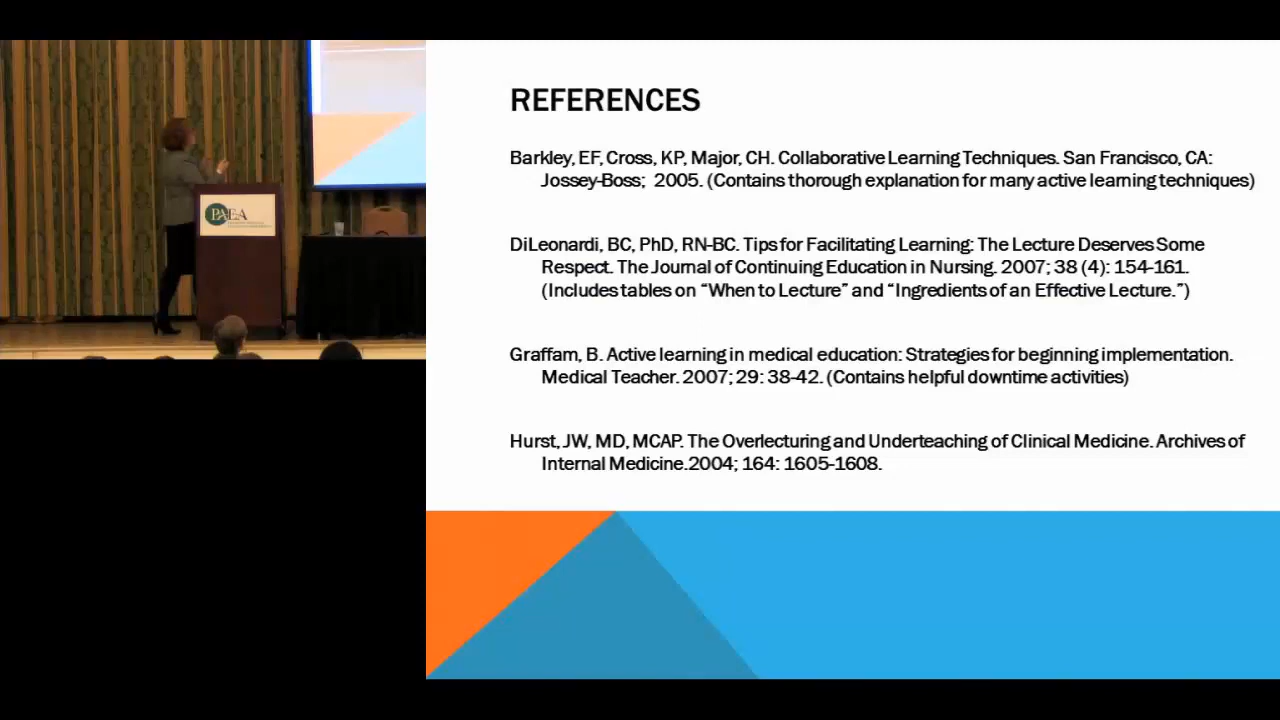 REFERENCES
Barkley, EF, Cross, KP, Major, CH. Collaborative Learning Techniques. San Francisco, CA:
Jossey-Boss;  2005. (Contains thorough explanation for many active learning techniques)
DiLeonardi, BC, PhD, RN-BC. Tips for Facilitating Learning: The Lecture Deserves Some
Respect. The Journal of Continuing Education in Nursing. 2007; 38 (4): 154-161.
(Includes tables on “When to Lecture” and “Ingredients of an Effective Lecture.”)
Graffam, B. Active learning in medical education: Strategies for beginning implementation.
Medical Teacher. 2007; 29: 38-42. (Contains helpful downtime activities)
Hurst, JW, MD, MCAP. The Overlecturing and Underteaching of Clinical Medicine. Archives of
Internal Medicine.2004; 164: 1605-1608.
PAEA